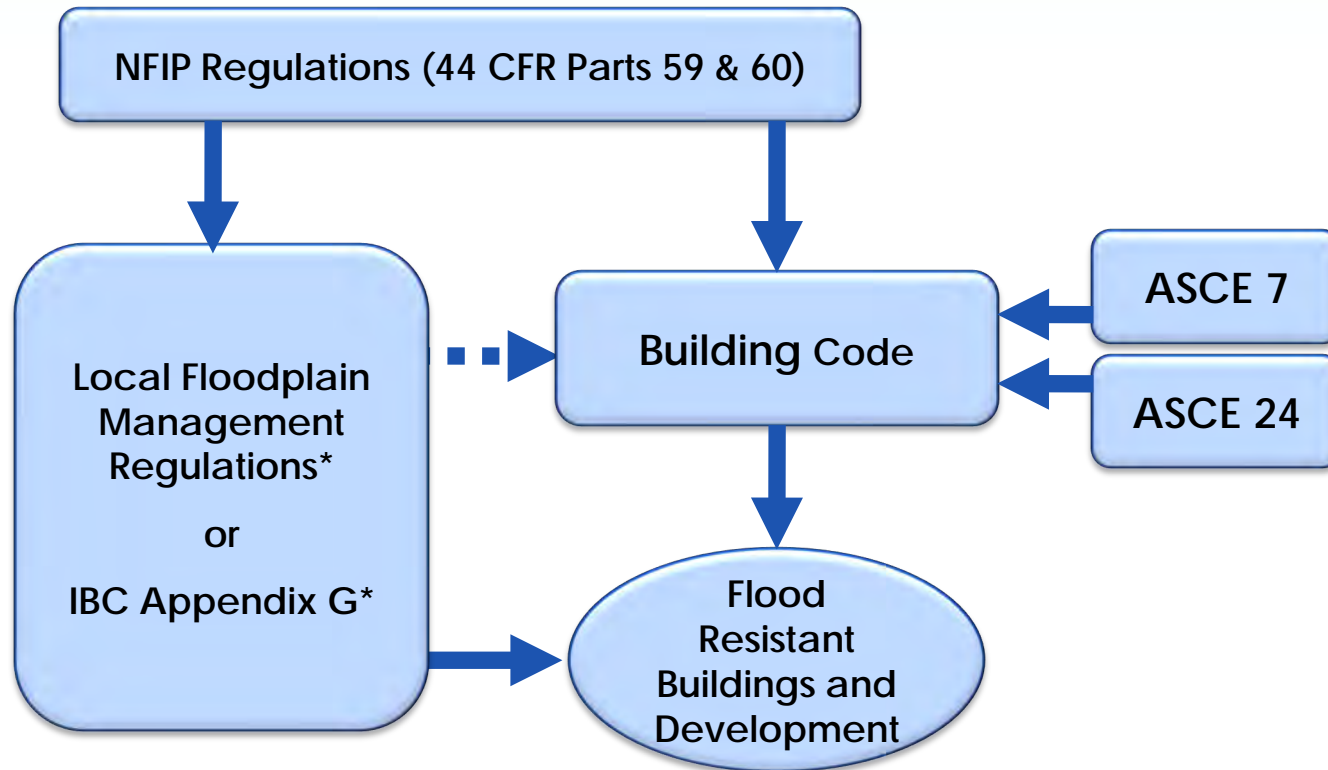 NFIP Regulations (44 CFR Parts 59 & 60)
Local Floodplain
Management
Regulations*
or
IBC Appendix G*
Building Code
ASCE 7
ASCE 24
Flood
Resistant
Buildings and
Development